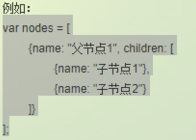 例如：
var nodes = [
{name: "父节点1", children: [
{name: "子节点1"},
{name: "子节点2"}
]}
];